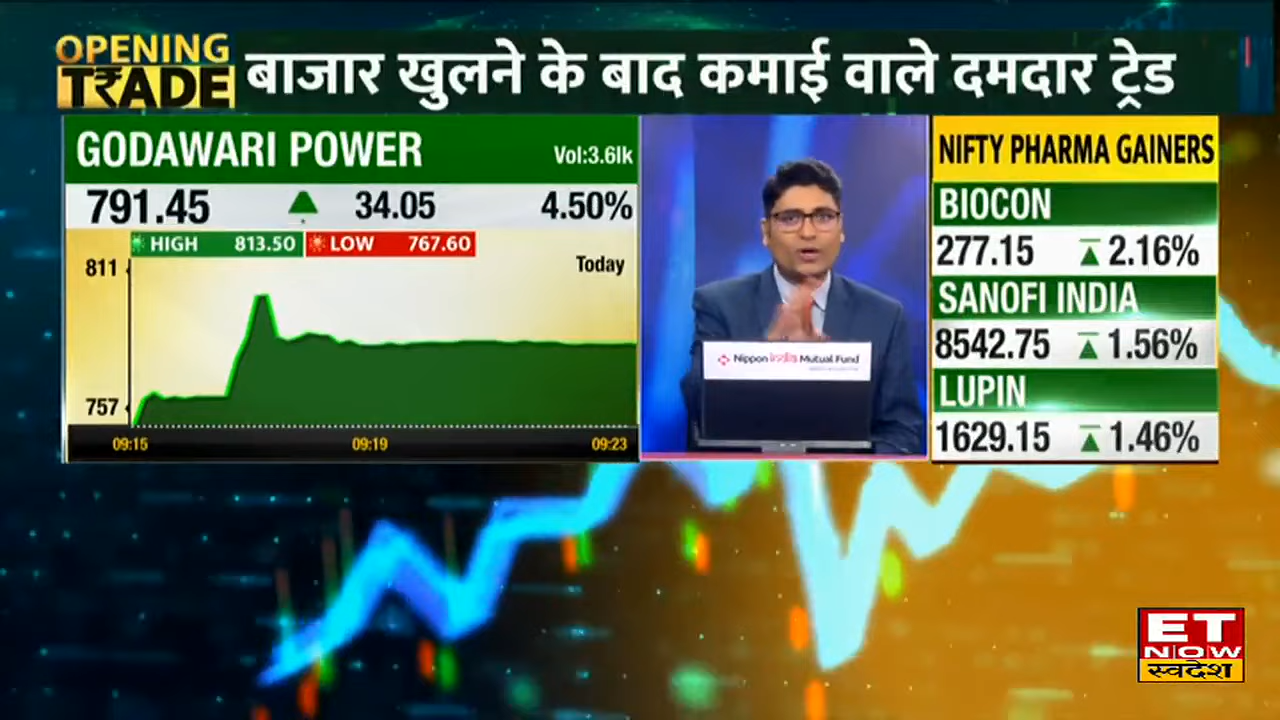 OPENING
TRADE
बाजार खुलने के बाद कमाई वाले दमदार ट्रेड
GODAWARI POWER
Vol:3.6lk
791.45 34.05 4.50%
HIGH 813.50 LOW 767.60
Today
811
757
09:15 09:19 09:23
Nippon india Mutual Fund
NIFTY PHARMA GAINERS
BIOCON
277.15 2.16%
SANOFI INDIA
8542.75 1.56%
LUPIN
1629.15 1.46%
ET
NOW
स्वदेश